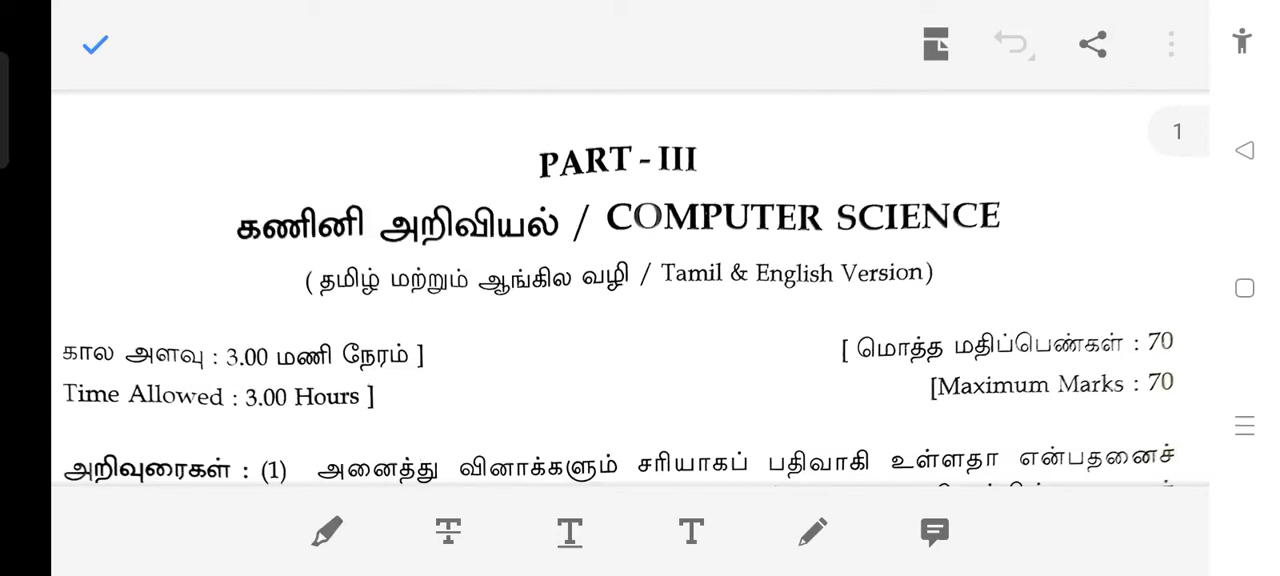 1
PART - III
கணினி அறிவியல் / COMPUTER SCIENCE
( தமிழ் மற்றும் ஆங்கில வழி / Tamil & English Version)
கால அளவு : 3.00 மணி நேரம் ]
[ மொத்த மதிப்பெண்கள் : 70
Time Allowed : 3.00 Hours ]
[Maximum Marks : 70
அறிவுரைகள் : (1) அனைத்து வினாக்களும் சரியாகப் பதிவாகி உள்ளதா என்பதனைச்